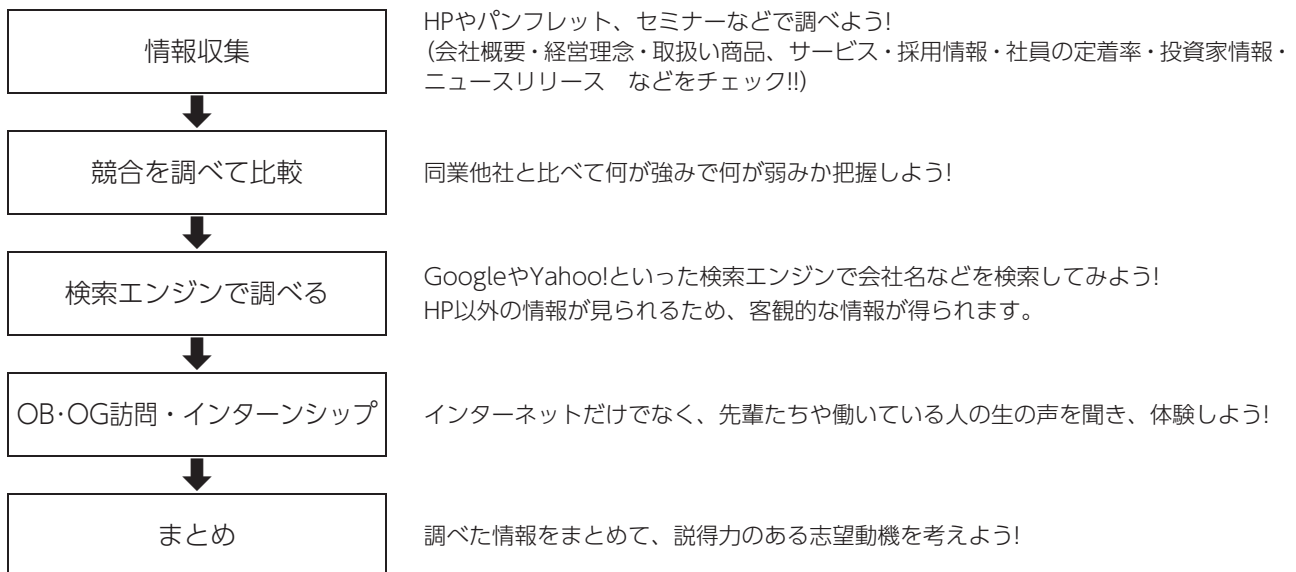 情報収集
HPやパンフレット、セミナーなどで調べよう!
(会社概要・経営理念・取扱い商品、サービス・採用情報・社員の定着率・投資家情報・
ニュースリリース　などをチェック!!)
競合を調べて比較
同業他社と比べて何が強みで何が弱みか把握しよう!
検索エンジンで調べる
GoogleやYahoo!といった検索エンジンで会社名などを検索してみよう!
HP以外の情報が見られるため、客観的な情報が得られます。
OB・OG訪問・インターンシップ
インターネットだけでなく、先輩たちや働いている人の生の声を聞き、体験しよう!
まとめ
調べた情報をまとめて、説得力のある志望動機を考えよう!